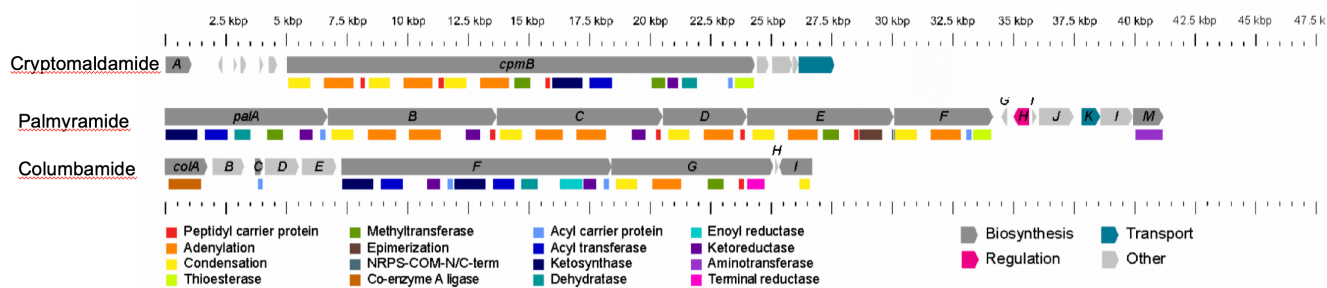 2.5 kbp 5 kbp 7.5 kbp 10 kbp 12.5 kbp 15 kbp 17.5 kbp 20 kbp 22.5 kbp 25 kbp 27.5 kbp 30 kbp 32.5 kbp 35 kbp 37.5 kbp 40 kbp 42.5 kbp 45 kbp 47.5 k
Cryptomaldamide A cpmB
G I
Palmyramide palA B C D E F H J K I M
H
Columbamide colA B C D E F G I
Peptidyl carrier protein Methyltransferase Acyl carrier protein Enoyl reductase Biosynthesis Transport
Adenylation Epimerization Acyl transferase Ketoreductase
Condensation NRPS-COM-N/C-term Ketosynthase Aminotransferase Regulation Other
Thioesterase Co-enzyme A ligase Dehydratase Terminal reductase